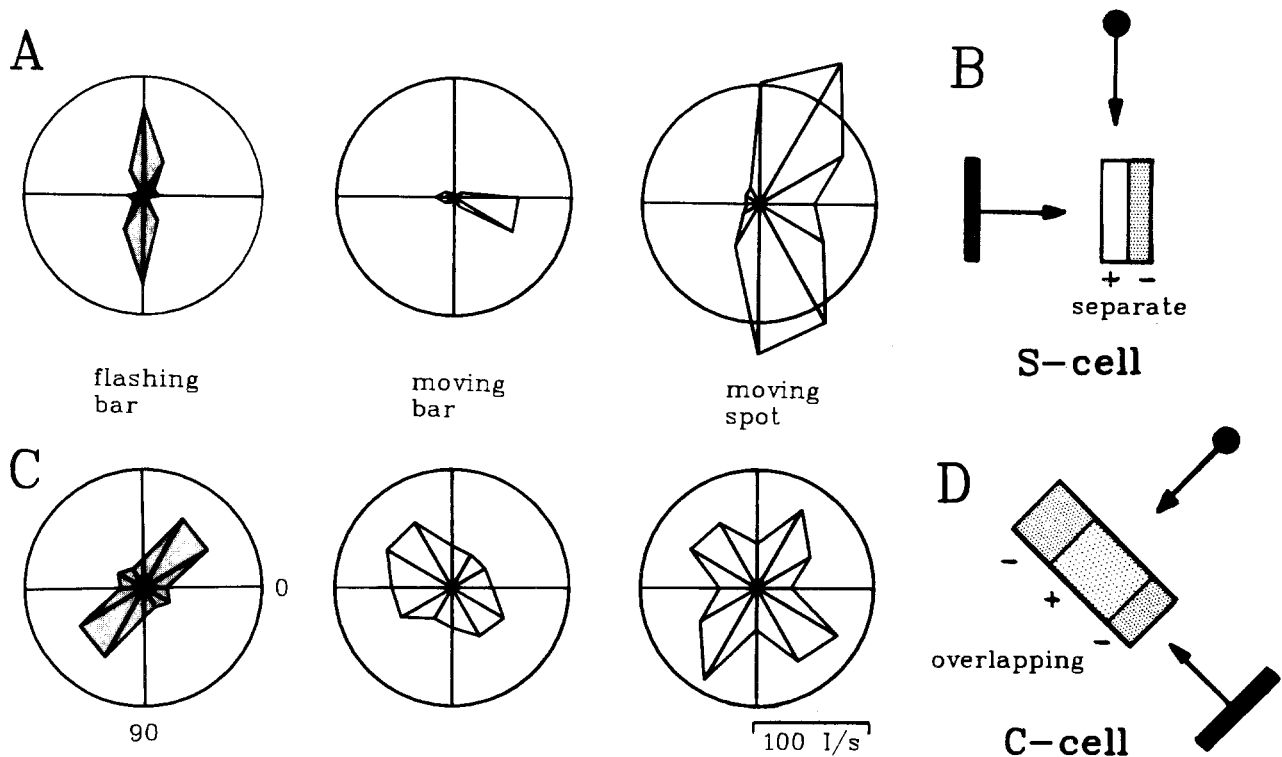 A
B
flashing
bar
moving
bar
moving
spot
+ -
separate
S-cell
C
D
0
90
100 I/s
-
+
-
overlapping
C-cell